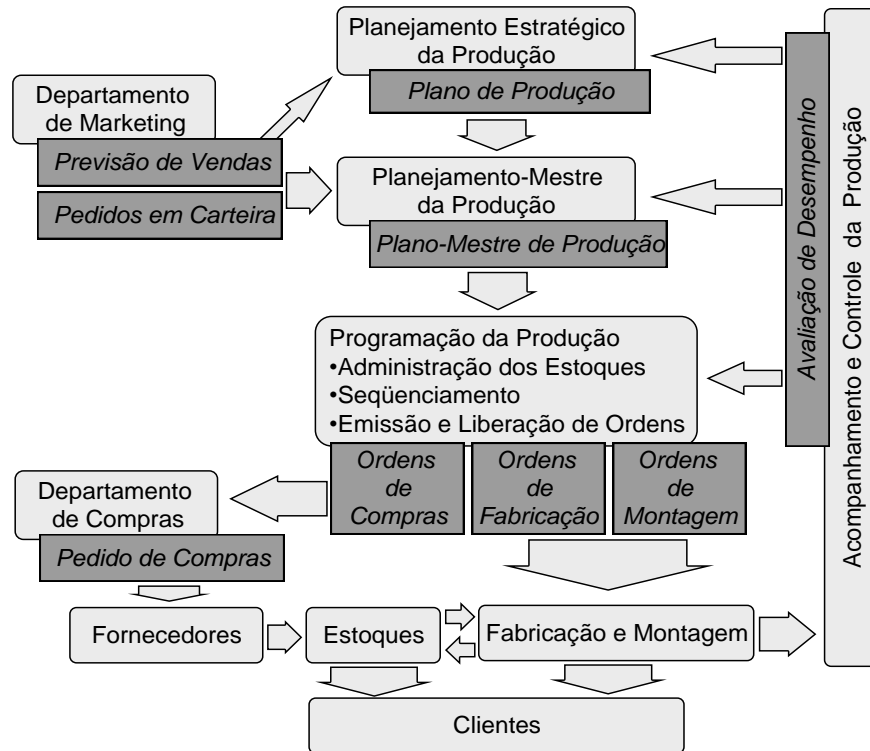 Planejamento Estratégico
da Produção
Plano de Produção
Departamento
de Marketing
Previsão de Vendas
Pedidos em Carteira
Planejamento-Mestre
da Produção
Plano-Mestre de Produção
Programação da Produção
•Administração dos Estoques
•Seqüenciamento
•Emissão e Liberação de Ordens
Ordens
de
Compras
Ordens
de
Fabricação
Ordens
de
Montagem
Departamento
de Compras
Pedido de Compras
Fornecedores
Estoques
Fabricação e Montagem
Clientes
Avaliação de Desempenho
Acompanhamento e Controle da Produção